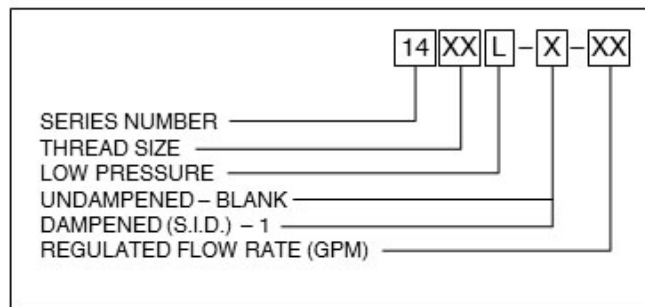 14 XX L – X – XX
SERIES NUMBER
THREAD SIZE
LOW PRESSURE
UNDAMPENED – BLANK
DAMPENED (S.I.D.) – 1
REGULATED FLOW RATE (GPM)